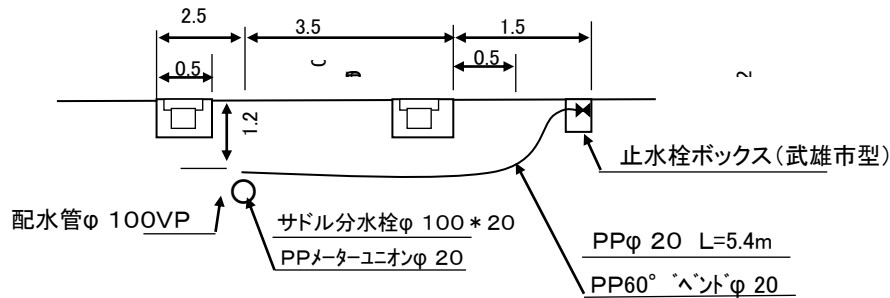 2.5
3.5
1.5
0.5
0.5
1.2
止水栓ボックス(武雄市型)
配水管φ 100VP
サドル分水栓φ 100*20
PPメーターユニオンφ 20
PPφ 20 L=5.4m
PP60° ベンドφ 20